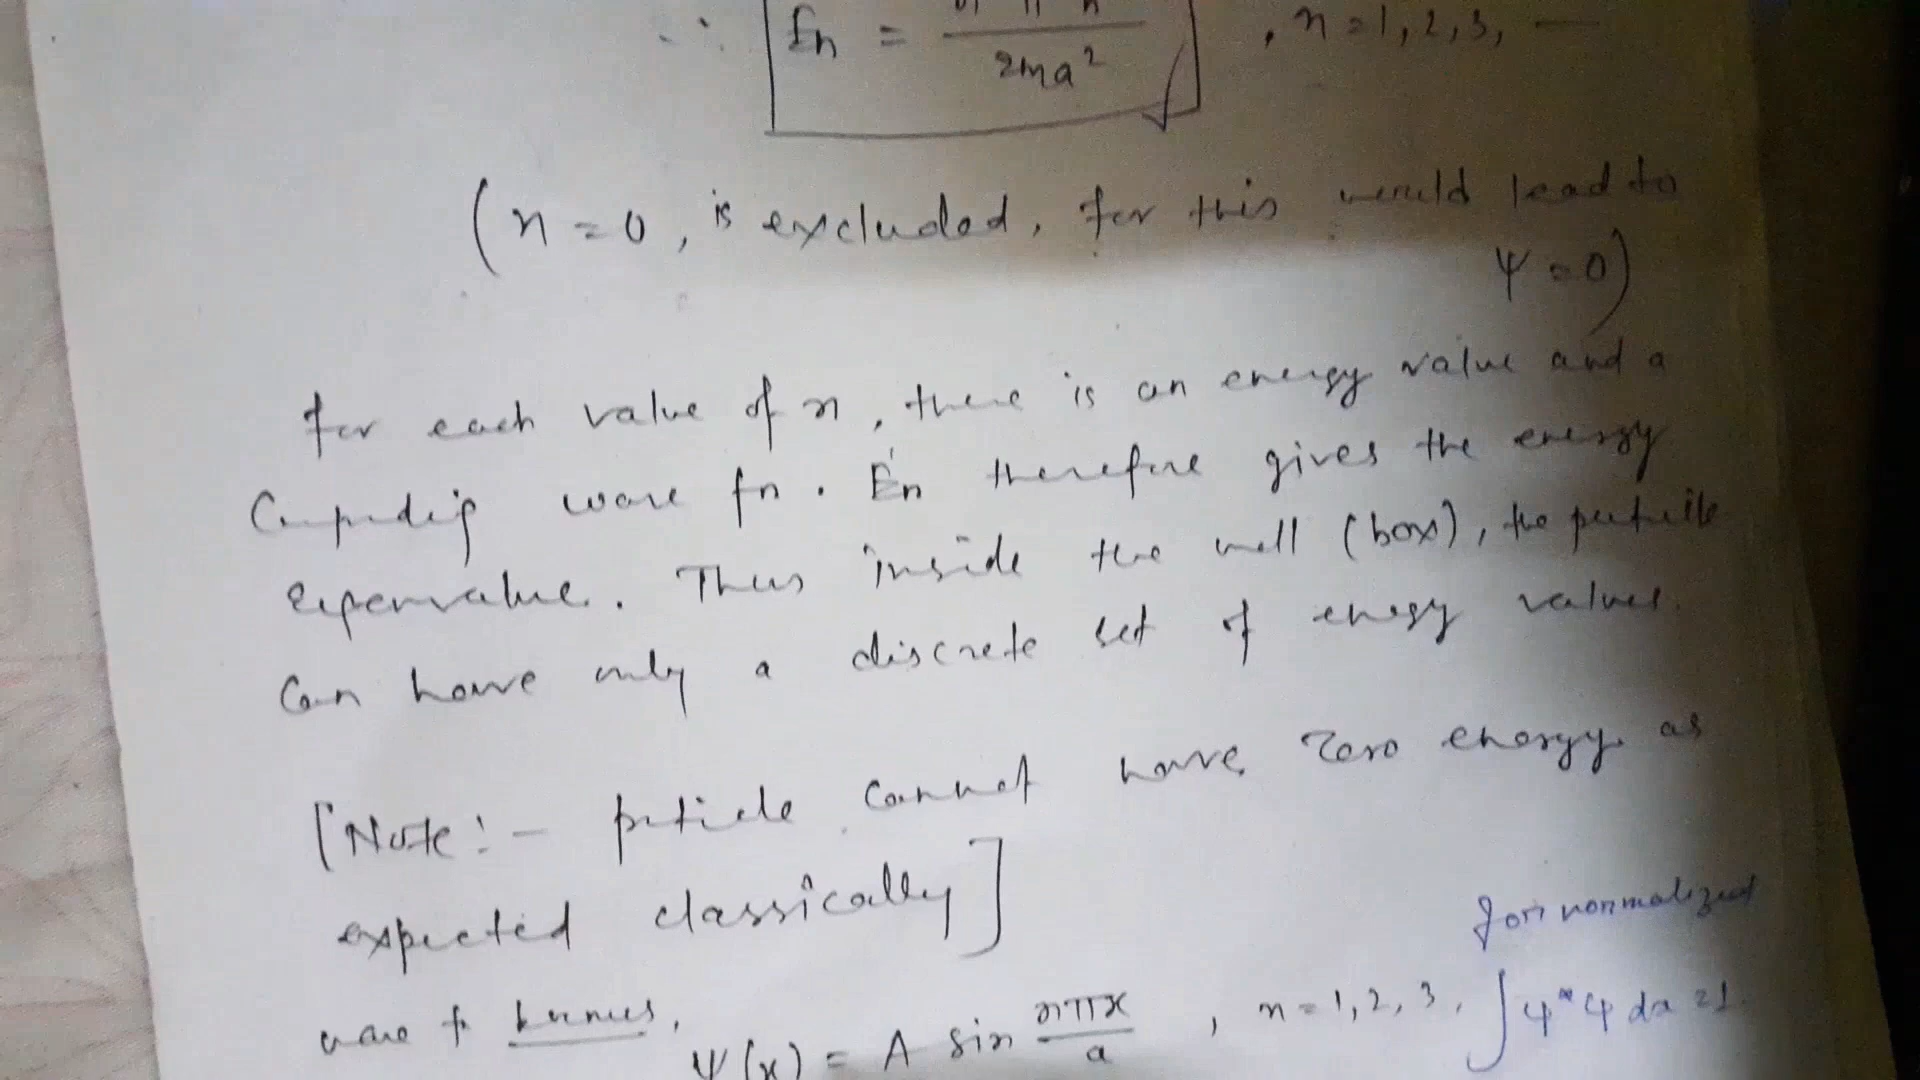 ∴ En = / 2ma² , n=1,2,3, —
(n=0, is excluded, for this would lead to
ψ=0)
for each value of n, there is an energy value and a
wave fn. En therefore gives the energy
eigenvalue. Thus inside the well (box), the particle
can have only a discrete set of energy values.
[Note:- particle cannot have zero energy as
expected classically]
for normalized
wave f becomes, ∫ψ*ψ dx =1
ψ(x) = A sin nπx/a , n=1,2,3,